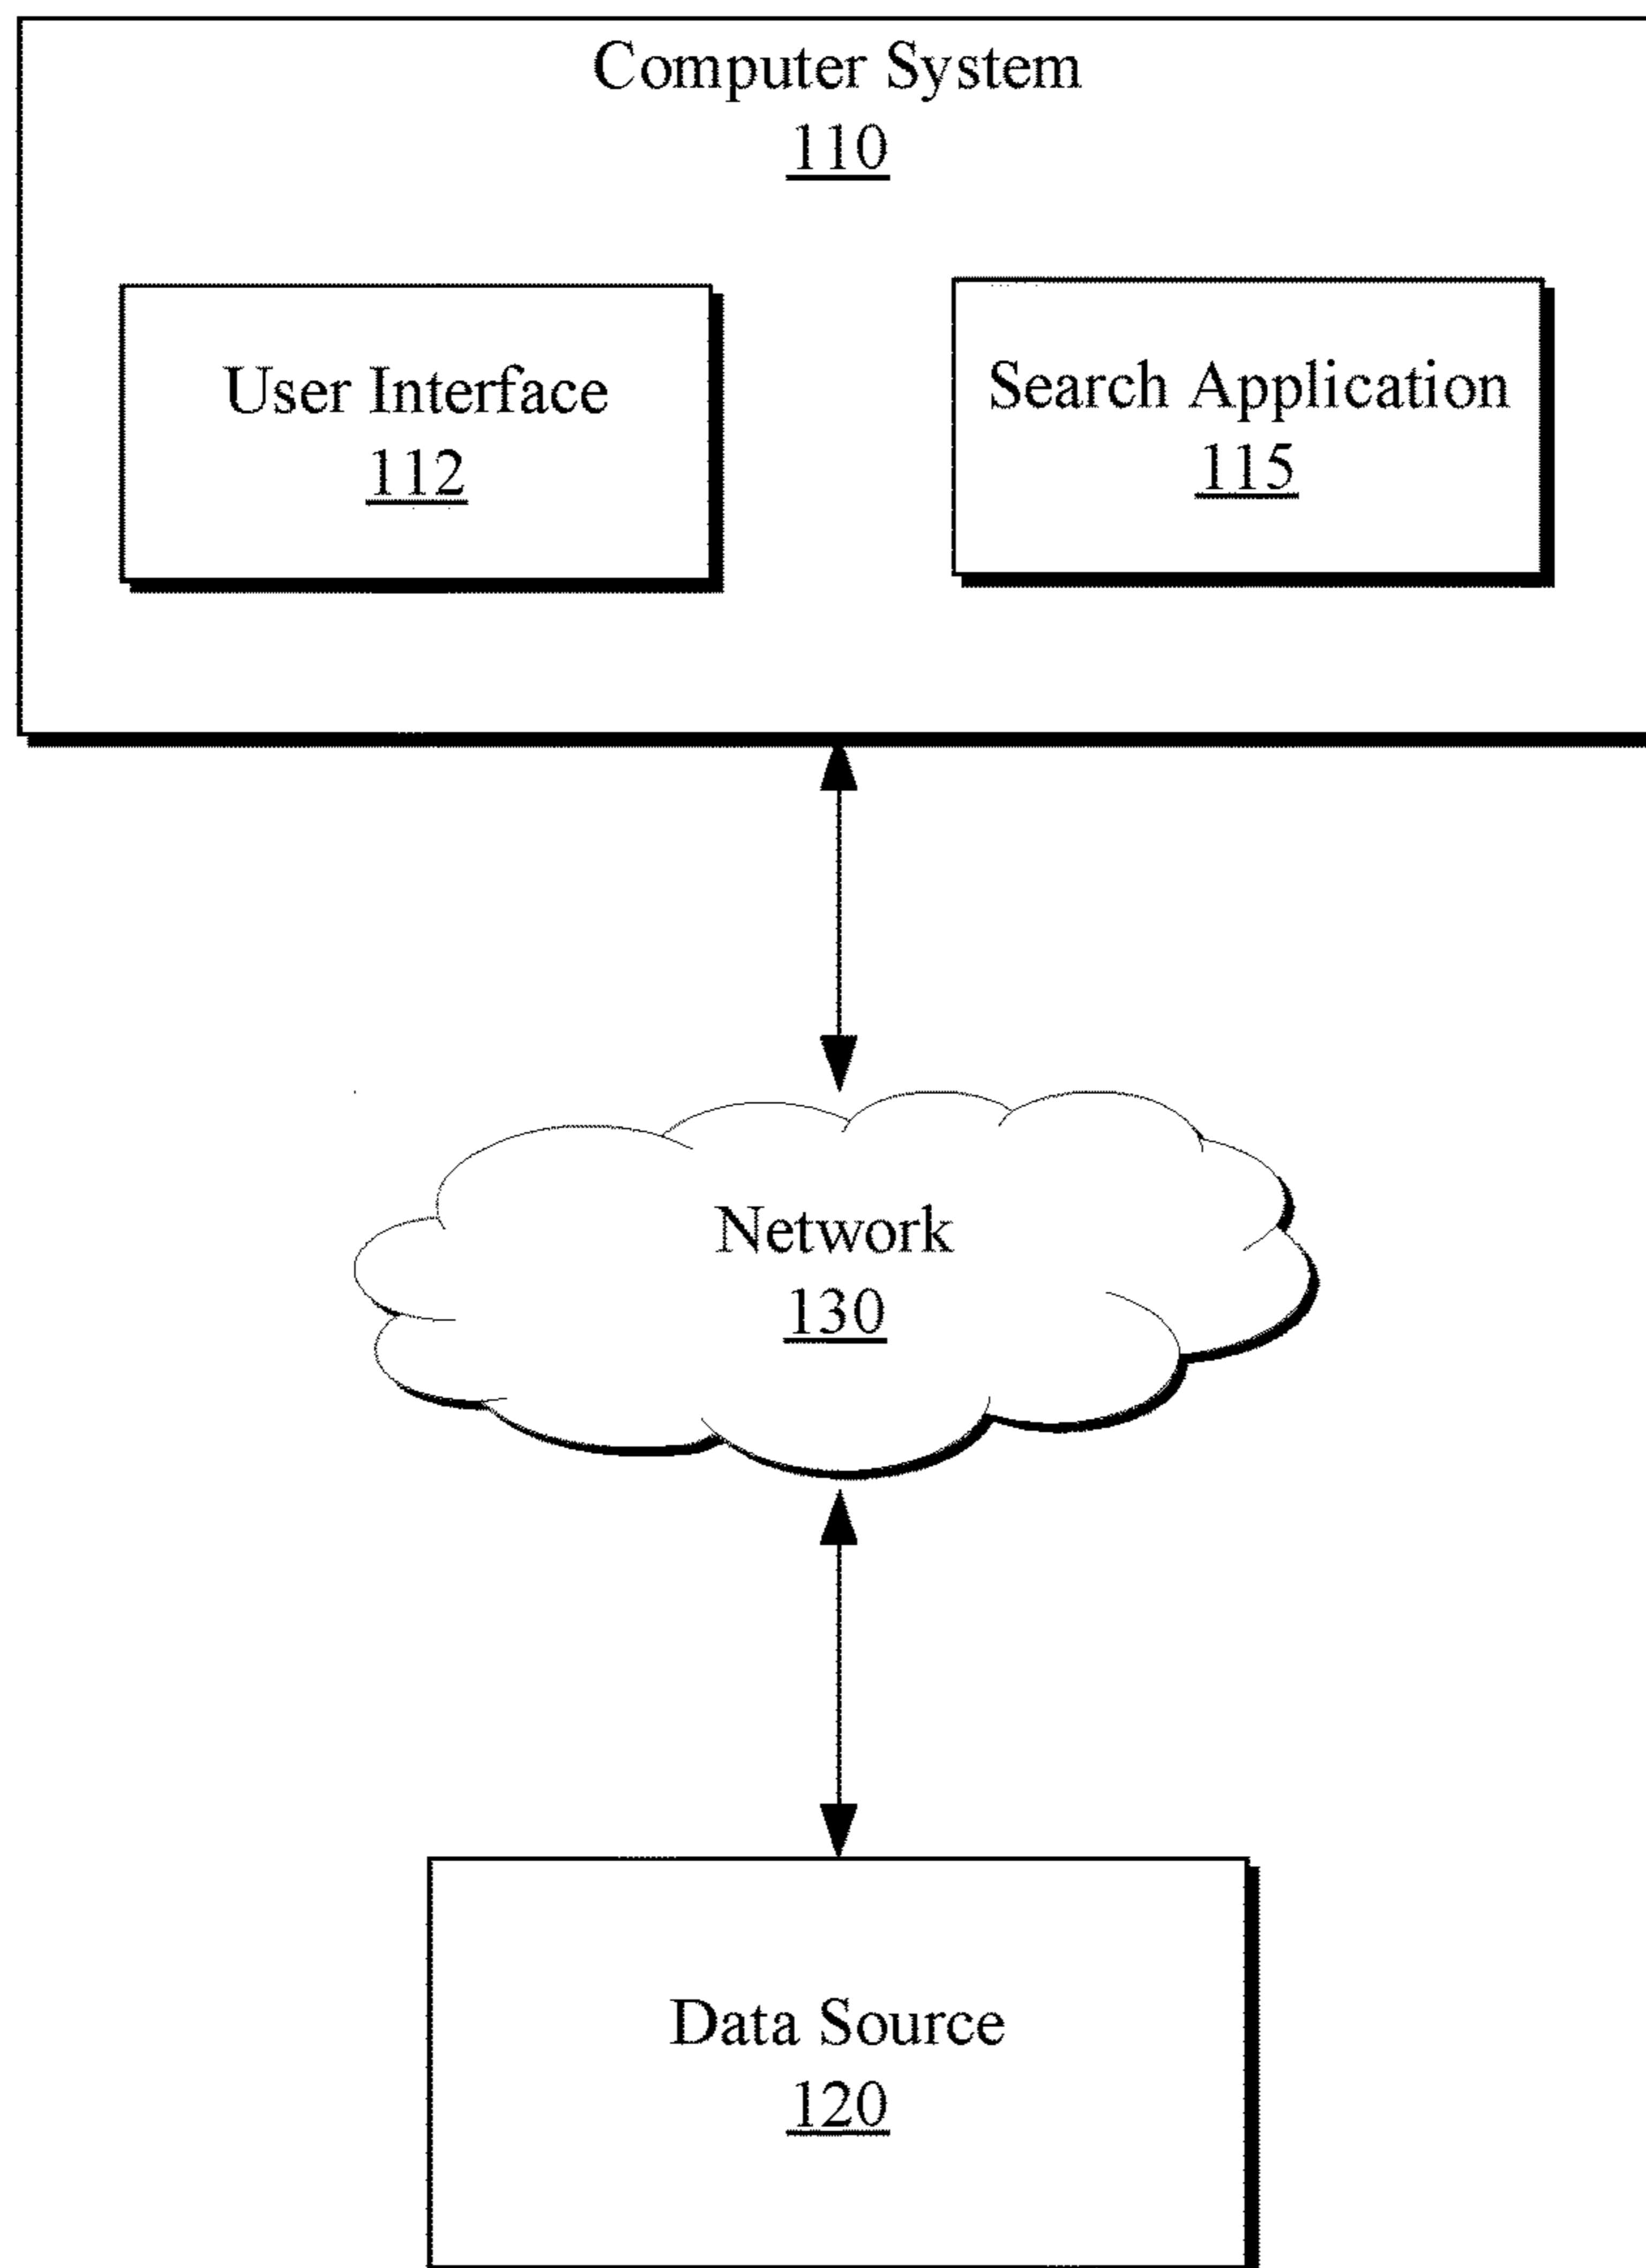 Computer System
110
User Interface
112
Search Application
115
Network
130
Data Source
120